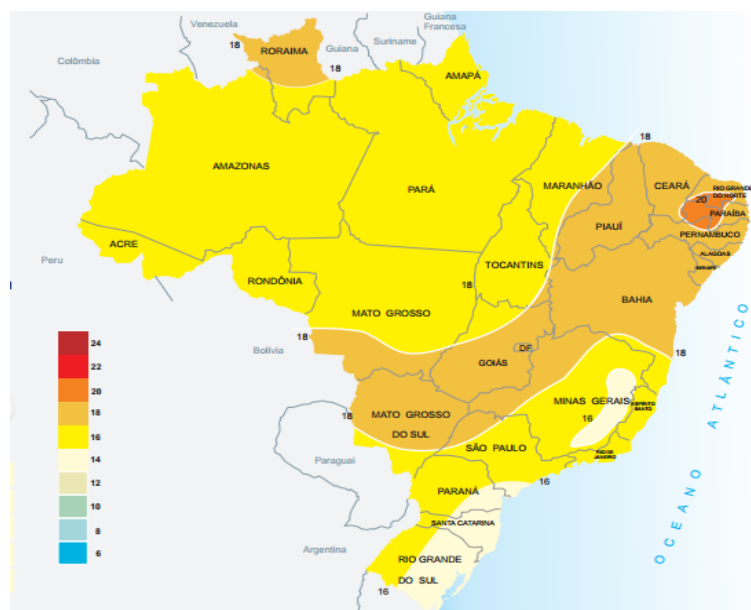 Venezuela
Guiana
Francesa
Suriname
Guiana
18
RORAIMA
18
Colômbia
AMAPÁ
18
AMAZONAS
PARÁ
MARANHÃO
CEARÁ
RIO GRANDE
DO NORTE
20
PARAÍBA
PIAUÍ
PERNAMBUCO
ACRE
ALAGOAS
SERGIPE
Peru
TOCANTINS
RONDÔNIA
18
BAHIA
MATO GROSSO
18
Bolívia
DF
GOIÁS
18
24
22
20
18
16
14
12
10
8
6
MINAS GERAIS
ESPÍRITO
SANTO
16
18
MATO GROSSO
DO SUL
SÃO PAULO
RIO DE
JANEIRO
Paraguai
PARANÁ
16
SANTA CATARINA
Argentina
RIO GRANDE
DO SUL
16
OCEANO ATLÂNTICO